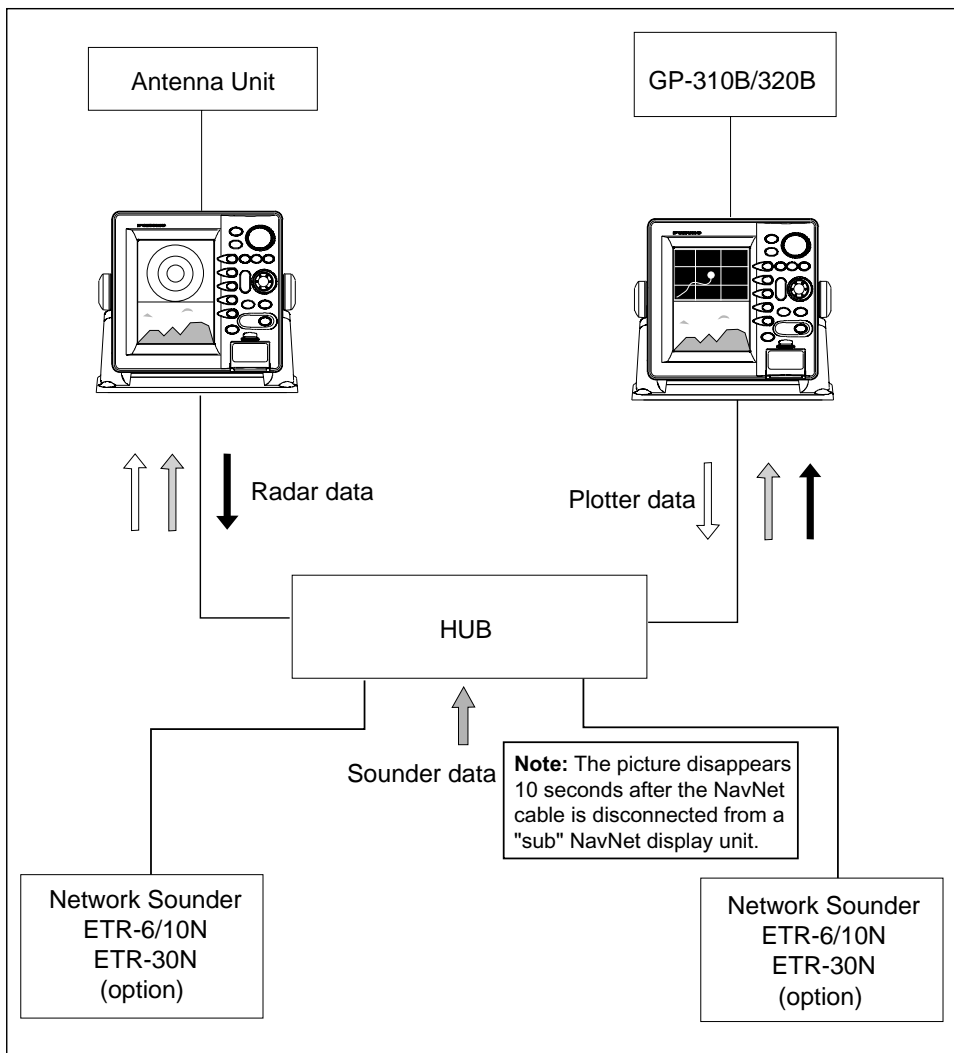 Antenna Unit
GP-310B/320B
Radar data
Plotter data
HUB
Sounder data
Note: The picture disappears
10 seconds after the NavNet
cable is disconnected from a
"sub" NavNet display unit.
Network Sounder
ETR-6/10N
ETR-30N
(option)
Network Sounder
ETR-6/10N
ETR-30N
(option)